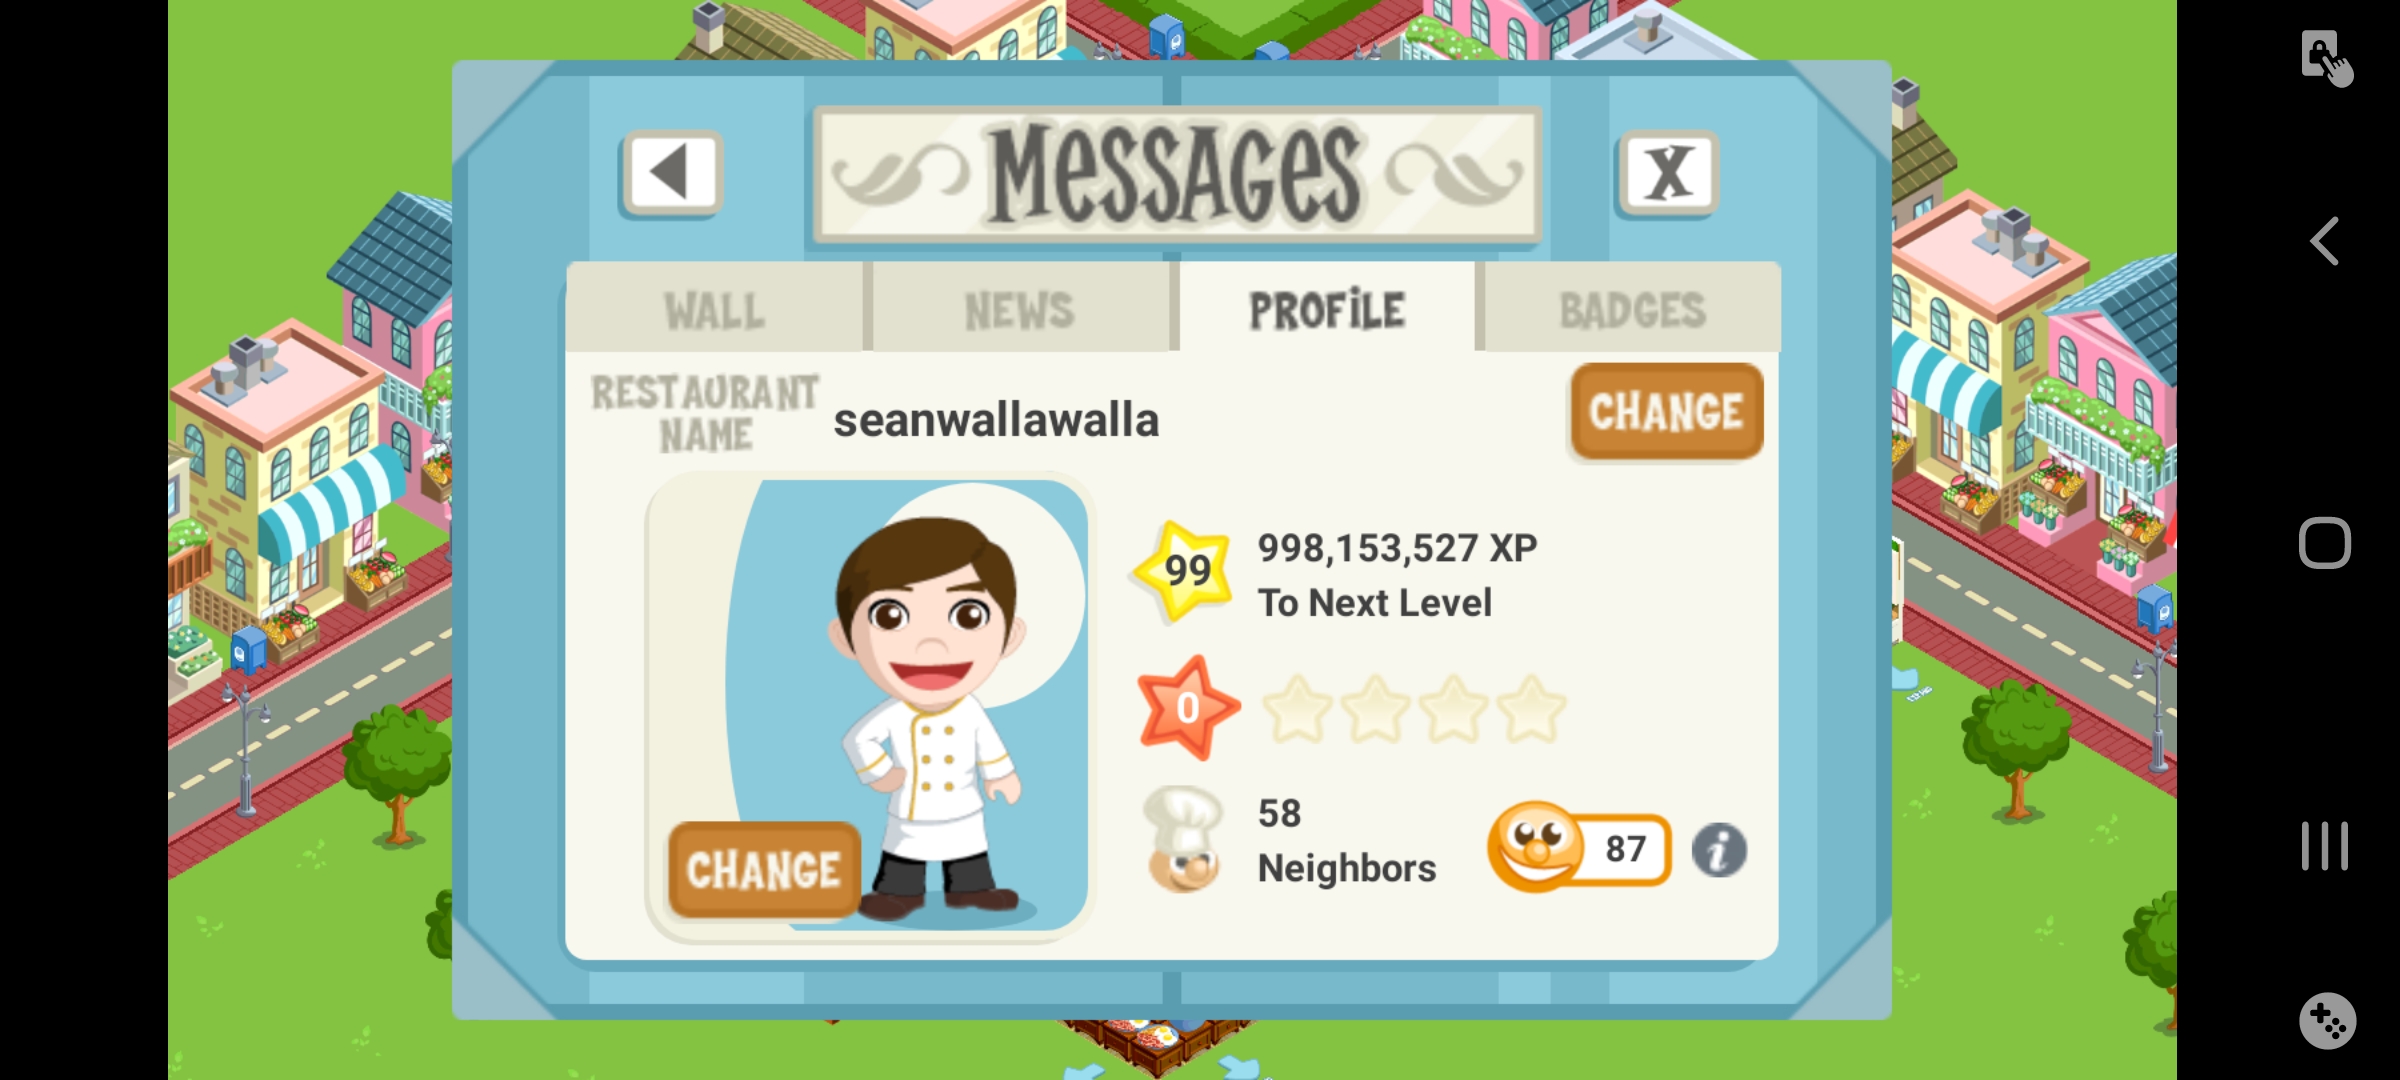 MESSAGES
X
WALL
NEWS
PROFILE
BADGES
RESTAURANT
NAME
seanwallawalla
CHANGE
99
998,153,527 XP
To Next Level
0
58
Neighbors
87
i
CHANGE